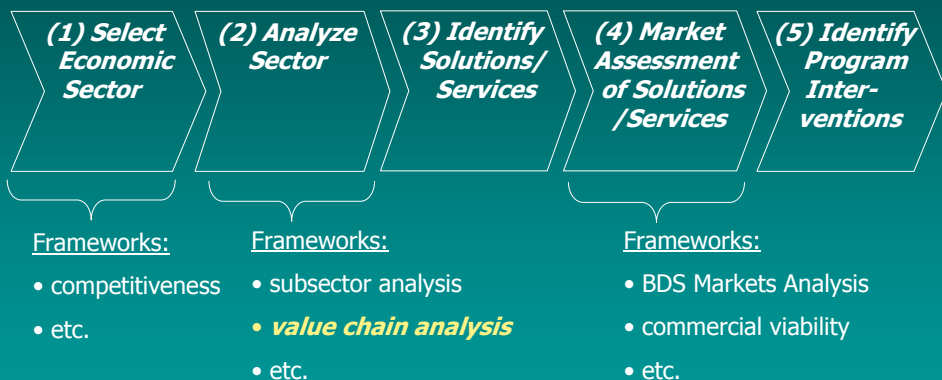 (1) Select
Economic
Sector
(2) Analyze
Sector
(3) Identify
Solutions/
Services
(4) Market
Assessment
of Solutions
/Services
(5) Identify
Program
Inter-
ventions
Frameworks:
• competitiveness
• etc.
Frameworks:
• subsector analysis
• value chain analysis
• etc.
Frameworks:
• BDS Markets Analysis
• commercial viability
• etc.